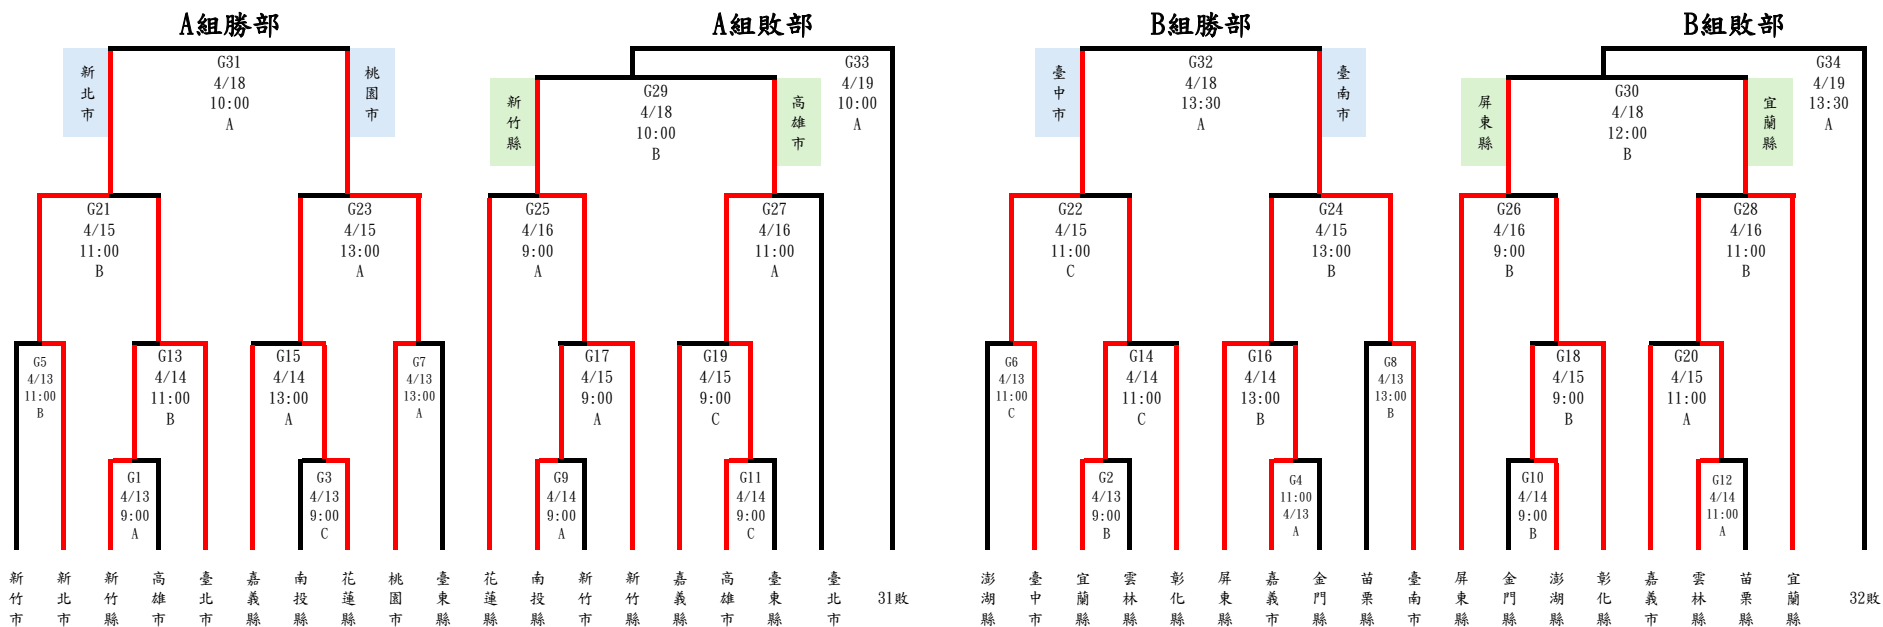 A組勝部
A組敗部
B組勝部
B組敗部
新北市
G31
4/18
10:00
A
桃園市
新竹縣
G29
4/18
10:00
B
高雄市
G33
4/19
10:00
A
臺中市
G32
4/18
13:30
A
臺南市
屏東縣
G30
4/18
12:00
B
宜蘭縣
G34
4/19
13:30
A
G21
4/15
11:00
B
G23
4/15
13:00
A
G25
4/16
9:00
A
G27
4/16
11:00
A
G22
4/15
11:00
C
G24
4/15
13:00
B
G26
4/16
9:00
B
G28
4/16
11:00
B
G5
4/13
11:00
B
G13
4/14
11:00
B
G15
4/14
13:00
A
G7
4/13
13:00
A
G17
4/15
9:00
A
G19
4/15
9:00
C
G6
4/13
11:00
C
G14
4/14
11:00
C
G16
4/14
13:00
B
G8
4/13
13:00
B
G18
4/15
9:00
B
G20
4/15
11:00
A
G1
4/13
9:00
A
G3
4/13
9:00
C
G9
4/14
9:00
A
G11
4/14
9:00
C
G2
4/13
9:00
B
G4
11:00
4/13
A
G10
4/14
9:00
B
G12
4/14
11:00
A
新竹市
新北市
新竹縣
高雄市
臺北市
嘉義縣
南投縣
花蓮縣
桃園市
臺東縣
花蓮縣
南投縣
新竹市
新竹縣
嘉義縣
高雄市
臺東縣
臺北市
31敗
澎湖縣
臺中市
宜蘭縣
雲林縣
彰化縣
屏東縣
嘉義市
金門縣
苗栗縣
臺南市
屏東縣
金門縣
澎湖縣
彰化縣
嘉義市
雲林縣
苗栗縣
宜蘭縣
32敗